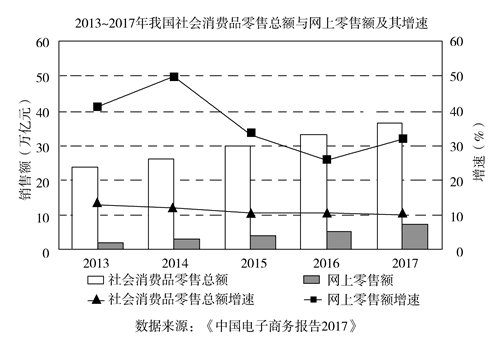 2013~2017年我国社会消费品零售总额与网上零售额及其增速
60 60
50 50
40 40
30 30
20 20
10 10
0 0
销售额（万亿元）
增速（%）
2013 2014 2015 2016 2017
社会消费品零售总额 网上零售额
社会消费品零售总额增速 网上零售额增速
数据来源：《中国电子商务报告2017》